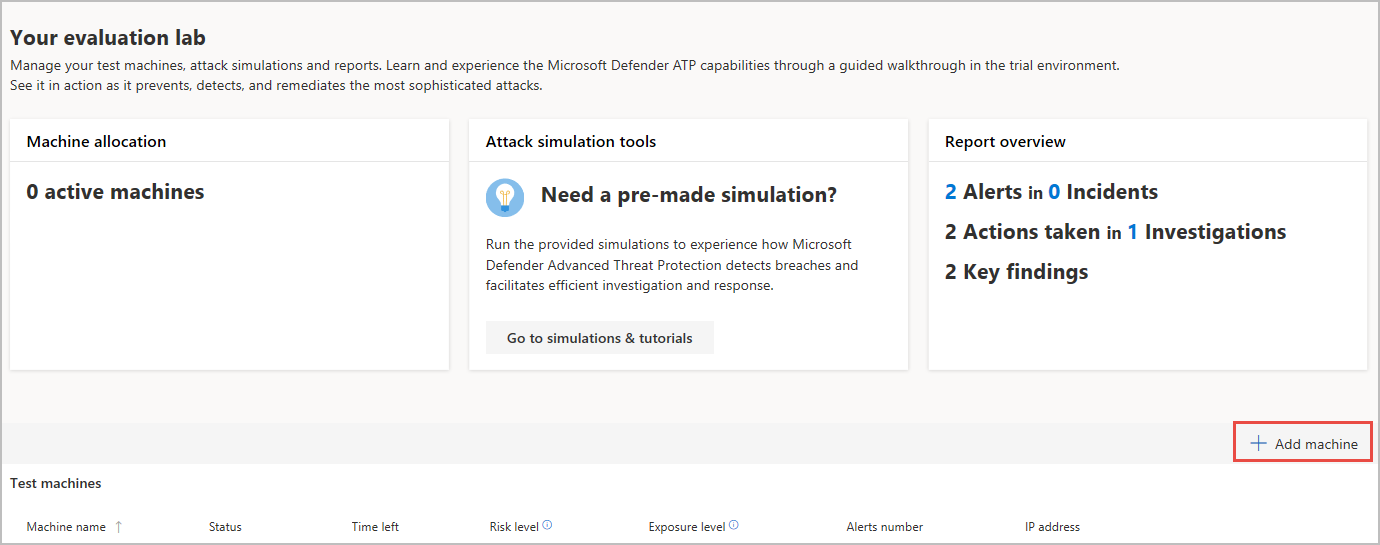 Your evaluation lab
Manage your test machines, attack simulations and reports. Learn and experience the Microsoft Defender ATP capabilities through a guided walkthrough in the trial environment.
See it in action as it prevents, detects, and remediates the most sophisticated attacks.
Machine allocation
0 active machines
Attack simulation tools
Need a pre-made simulation?
Run the provided simulations to experience how Microsoft
Defender Advanced Threat Protection detects breaches and
facilitates efficient investigation and response.
Go to simulations & tutorials
Report overview
2 Alerts in 0 Incidents
2 Actions taken in 1 Investigations
2 Key findings
Add machine
Test machines
Machine name ↑ Status Time left Risk level Exposure level Alerts number IP address